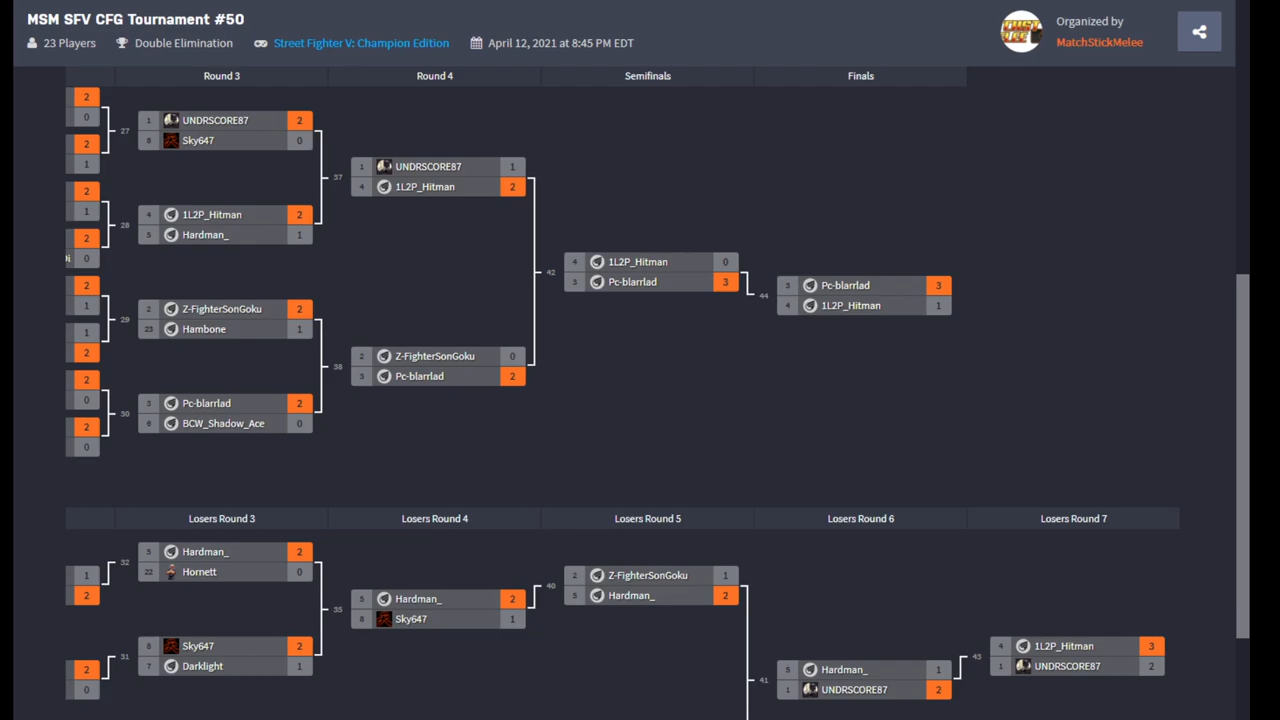 MSM SFV CFG Tournament #50
23 Players Double Elimination Street Fighter V: Champion Edition April 12, 2021 at 8:45 PM EDT
Organized by
MatchStickMelee
Round 3 Round 4 Semifinals Finals
2
0
2
1
27
1 UNDRSCORE87 2
8 Sky647 0
2
1
2
0
28
4 1L2P_Hitman 2
5 Hardman_ 1
2
1
1
2
29
2 Z-FighterSonGoku 2
23 Hambone 1
2
0
2
0
30
3 Pc-blarrlad 2
6 BCW_Shadow_Ace 0
37
1 UNDRSCORE87 1
4 1L2P_Hitman 2
38
2 Z-FighterSonGoku 0
3 Pc-blarrlad 2
42
4 1L2P_Hitman 0
3 Pc-blarrlad 3
44
3 Pc-blarrlad 3
4 1L2P_Hitman 1
Losers Round 3 Losers Round 4 Losers Round 5 Losers Round 6 Losers Round 7
1
2
32
5 Hardman_ 2
22 Hornett 0
2
0
31
8 Sky647 2
7 Darklight 1
35
5 Hardman_ 2
8 Sky647 1
40
2 Z-FighterSonGoku 1
5 Hardman_ 2
41
5 Hardman_ 1
1 UNDRSCORE87 2
43
4 1L2P_Hitman 3
1 UNDRSCORE87 2